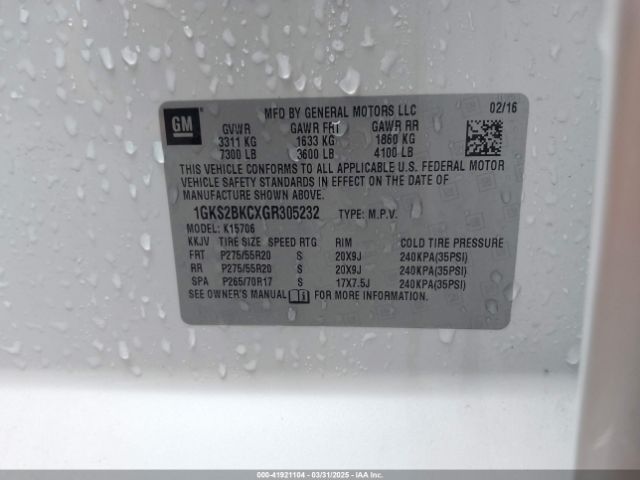 GM
MFD BY GENERAL MOTORS LLC 02/16
GVWR GAWR FRT GAWR RR
3311 KG 1633 KG 1860 KG
7300 LB 3600 LB 4100 LB
THIS VEHICLE CONFORMS TO ALL APPLICABLE U.S. FEDERAL MOTOR
VEHICLE SAFETY STANDARDS IN EFFECT ON THE DATE OF
MANUFACTURE SHOWN ABOVE.
1GKS2BKCXGR305232 TYPE: M.P.V.
MODEL: K15706
KKJV TIRE SIZE SPEED RTG RIM COLD TIRE PRESSURE
FRT P275/55R20 S 20X9J 240KPA(35PSI)
RR P275/55R20 S 20X9J 240KPA(35PSI)
SPA P265/70R17 S 17X7.5J 240KPA(35PSI)
SEE OWNER'S MANUAL FOR MORE INFORMATION.
000-41921104 - 03/31/2025 - IAAI, Inc.